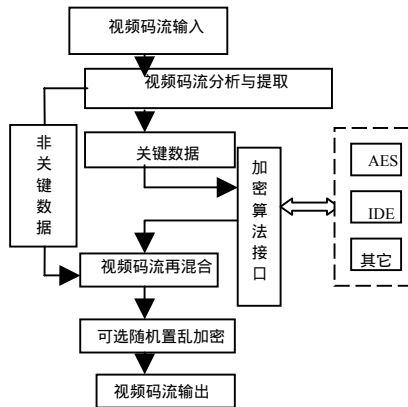 视频码流输入
视频码流分析与提取
非关键数据
关键数据
加密算法接口
AES
IDE
其它
视频码流再混合
可选随机置乱加密
视频码流输出